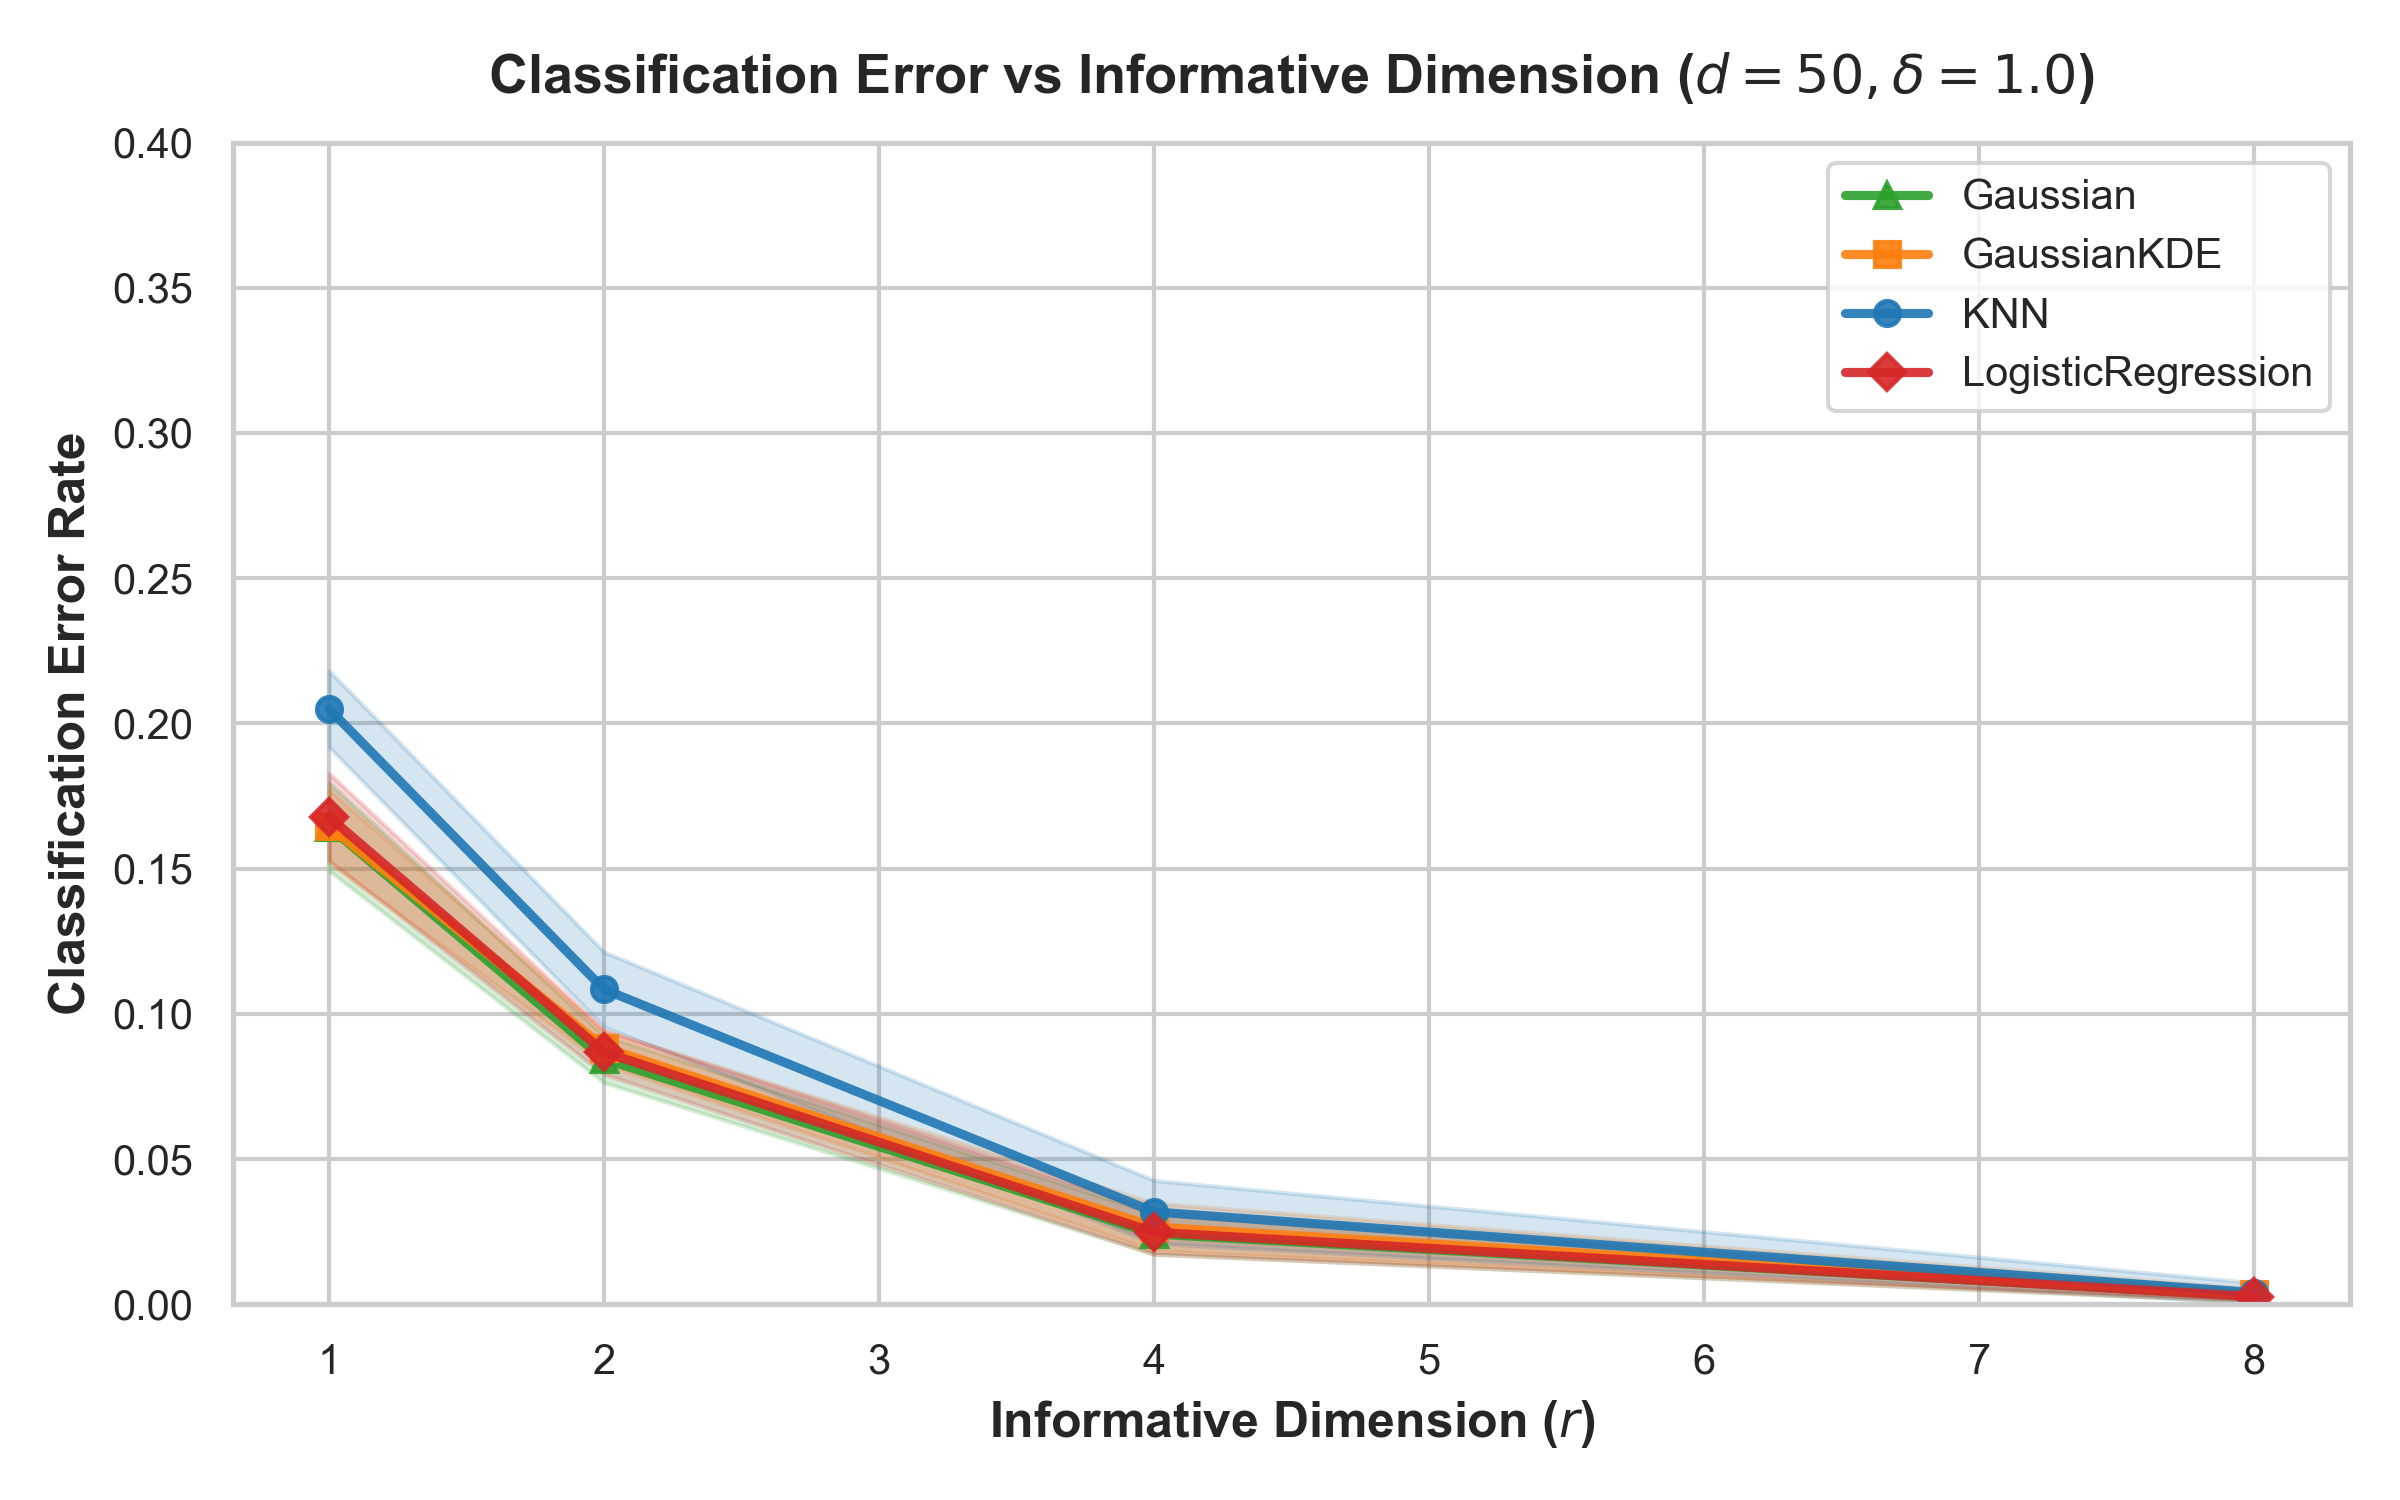 Classification Error vs Informative Dimension (d = 50, δ = 1.0)
0.40
0.35
0.30
0.25
0.20
0.15
0.10
0.05
0.00
Classification Error Rate
Gaussian
GaussianKDE
KNN
LogisticRegression
1 2 3 4 5 6 7 8
Informative Dimension (r)